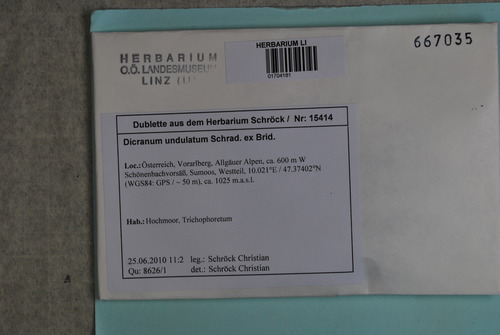 HERBARIUM
O.Ö. LANDESMUSEUM
LINZ
HERBARIUM LI
01704181
667035
Dublette aus dem Herbarium Schröck / Nr: 15414
Dicranum undulatum Schrad. ex Brid.
Loc.:Österreich, Vorarlberg, Allgäuer Alpen, ca. 600 m W
Schönenbachvorsäß, Sumoos, Westteil, 10.021°E / 47.37402°N
(WGS84: GPS / ~ 50 m), ca. 1025 m.a.s.l.
Hab.: Hochmoor, Trichophoretum
25.06.2010 11:2 leg.: Schröck Christian
Qu: 8626/1 det.: Schröck Christian